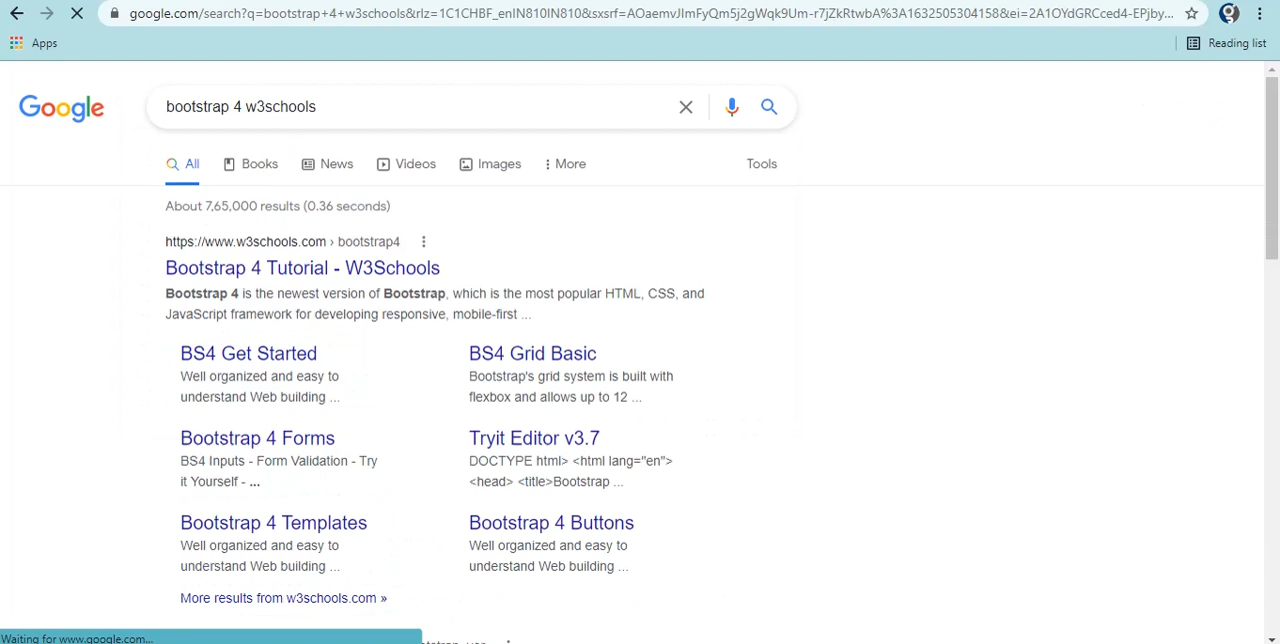 google.com/search?q=bootstrap+4+w3schools&rlz=1C1CHBF_enIN810IN810&sxsrf=AOaemvJImFyQm5j2gWqk9Um-r7jZkRtwbA%3A1632505304158&ei=2A1OYdGRCced4-EPjby...
Apps
Reading list
Google
bootstrap 4 w3schools
All Books News Videos Images More Tools
About 7,65,000 results (0.36 seconds)
https://www.w3schools.com › bootstrap4
Bootstrap 4 Tutorial - W3Schools
Bootstrap 4 is the newest version of Bootstrap, which is the most popular HTML, CSS, and
JavaScript framework for developing responsive, mobile-first ...
BS4 Get Started
Well organized and easy to
understand Web building ...
BS4 Grid Basic
Bootstrap's grid system is built with
flexbox and allows up to 12 ...
Bootstrap 4 Forms
BS4 Inputs - Form Validation - Try
it Yourself - ...
Tryit Editor v3.7
DOCTYPE html> <html lang="en">
<head> <title>Bootstrap ...
Bootstrap 4 Templates
Well organized and easy to
understand Web building ...
Bootstrap 4 Buttons
Well organized and easy to
understand Web building ...
More results from w3schools.com »
Waiting for www.google.com...